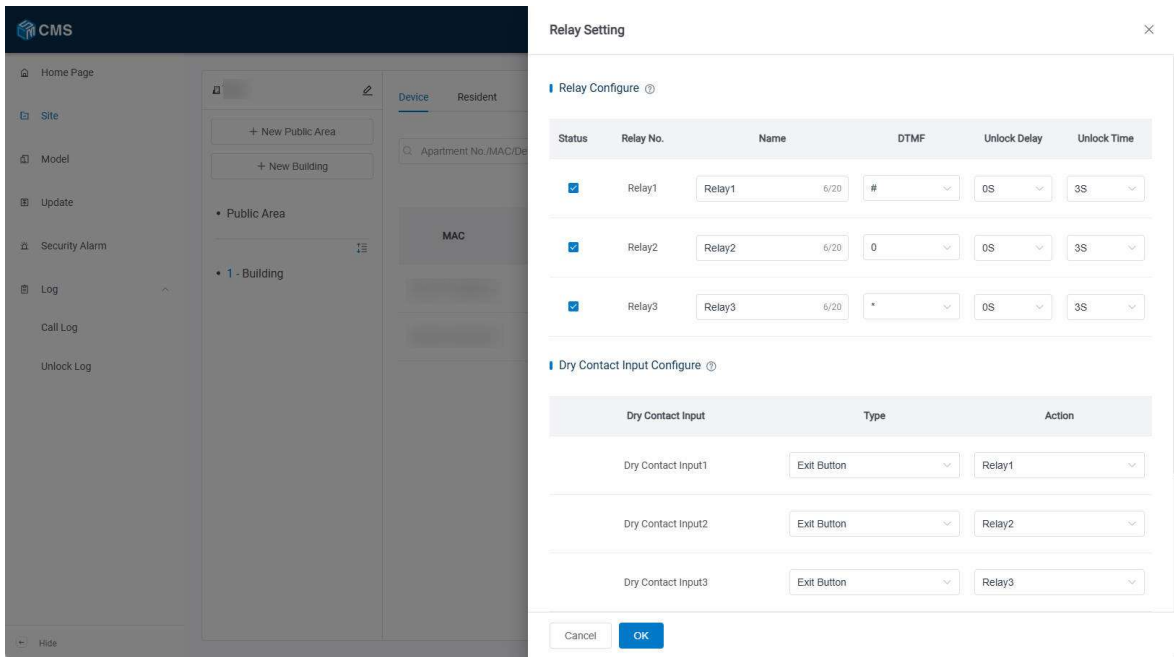 CMS
Home Page
Site
Model
Update
Security Alarm
Log
Call Log
Unlock Log
Hide
+ New Public Area
+ New Building
• Public Area
• 1 - Building
Device Resident
Apartment No./MAC/De
MAC
Relay Setting
Relay Configure
Status Relay No. Name DTMF Unlock Delay Unlock Time
Relay1 Relay1 6/20 # 0S 3S
Relay2 Relay2 6/20 0 0S 3S
Relay3 Relay3 6/20 * 0S 3S
Dry Contact Input Configure
Dry Contact Input Type Action
Dry Contact Input1 Exit Button Relay1
Dry Contact Input2 Exit Button Relay2
Dry Contact Input3 Exit Button Relay3
Cancel OK